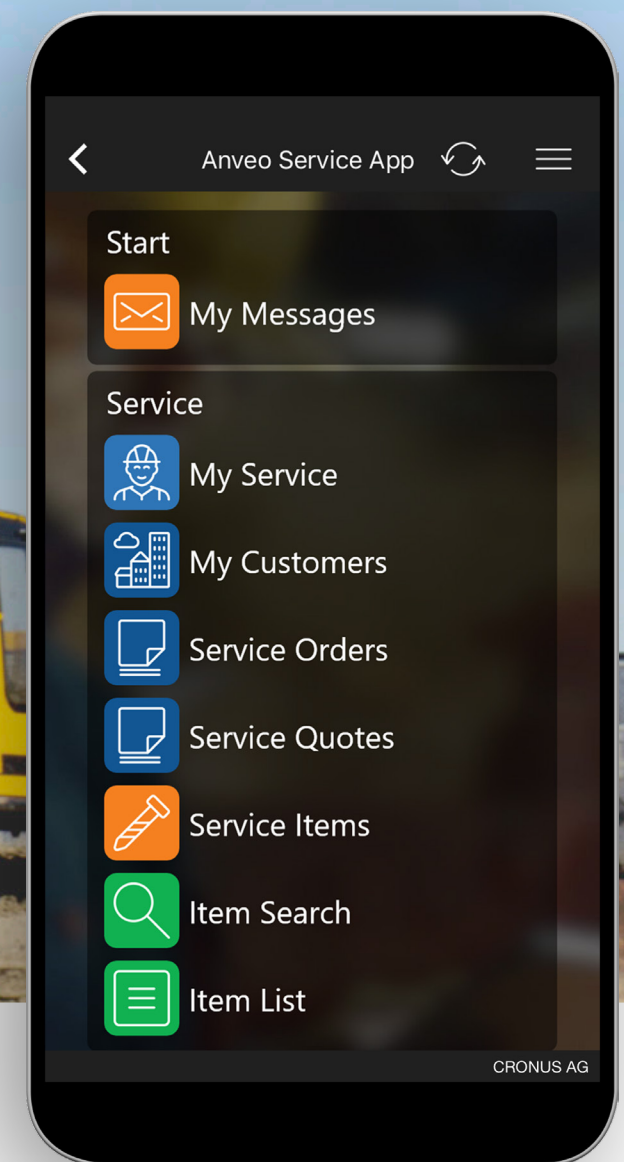 Anveo Service App
Start
My Messages
Service
My Service
My Customers
Service Orders
Service Quotes
Service Items
Item Search
Item List
CRONUS AG